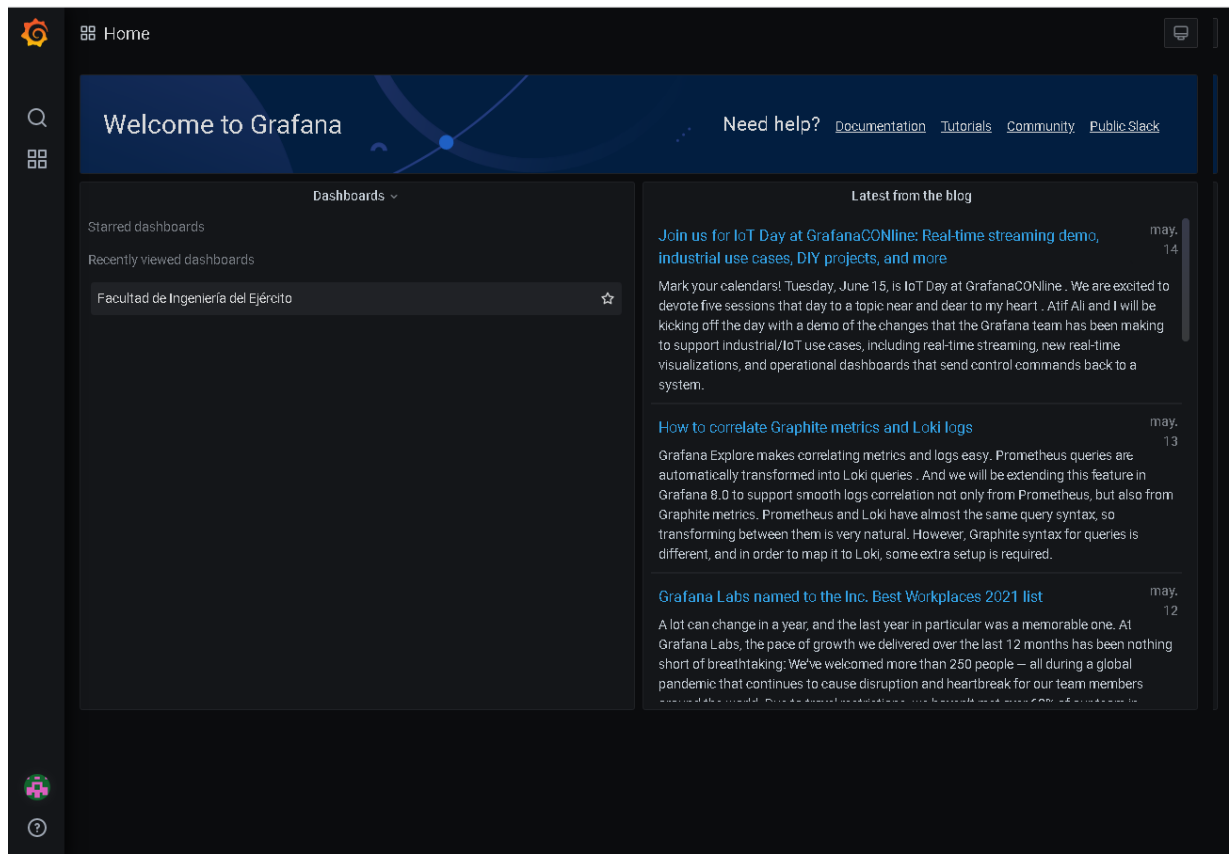 Home
Welcome to Grafana
Need help? Documentation Tutorials Community Public Slack
Dashboards
Starred dashboards
Recently viewed dashboards
Facultad de Ingeniería del Ejército
Latest from the blog
Join us for IoT Day at GrafanaCONline: Real-time streaming demo,
industrial use cases, DIY projects, and more
may.
14
Mark your calendars! Tuesday, June 15, is IoT Day at GrafanaCONline . We are excited to
devote five sessions that day to a topic near and dear to my heart . Atif Ali and I will be
kicking off the day with a demo of the changes that the Grafana team has been making
to support industrial/IoT use cases, including real-time streaming, new real-time
visualizations, and operational dashboards that send control commands back to a
system.
How to correlate Graphite metrics and Loki logs
may.
13
Grafana Explore makes correlating metrics and logs easy. Prometheus queries are
automatically transformed into Loki queries . And we will be extending this feature in
Grafana 8.0 to support smooth logs correlation not only from Prometheus, but also from
Graphite metrics. Prometheus and Loki have almost the same query syntax, so
transforming between them is very natural. However, Graphite syntax for queries is
different, and in order to map it to Loki, some extra setup is required.
Grafana Labs named to the Inc. Best Workplaces 2021 list
may.
12
A lot can change in a year, and the last year in particular was a memorable one. At
Grafana Labs, the pace of growth we delivered over the last 12 months has been nothing
short of breathtaking: We've welcomed more than 250 people — all during a global
pandemic that continues to cause disruption and heartbreak for our team members